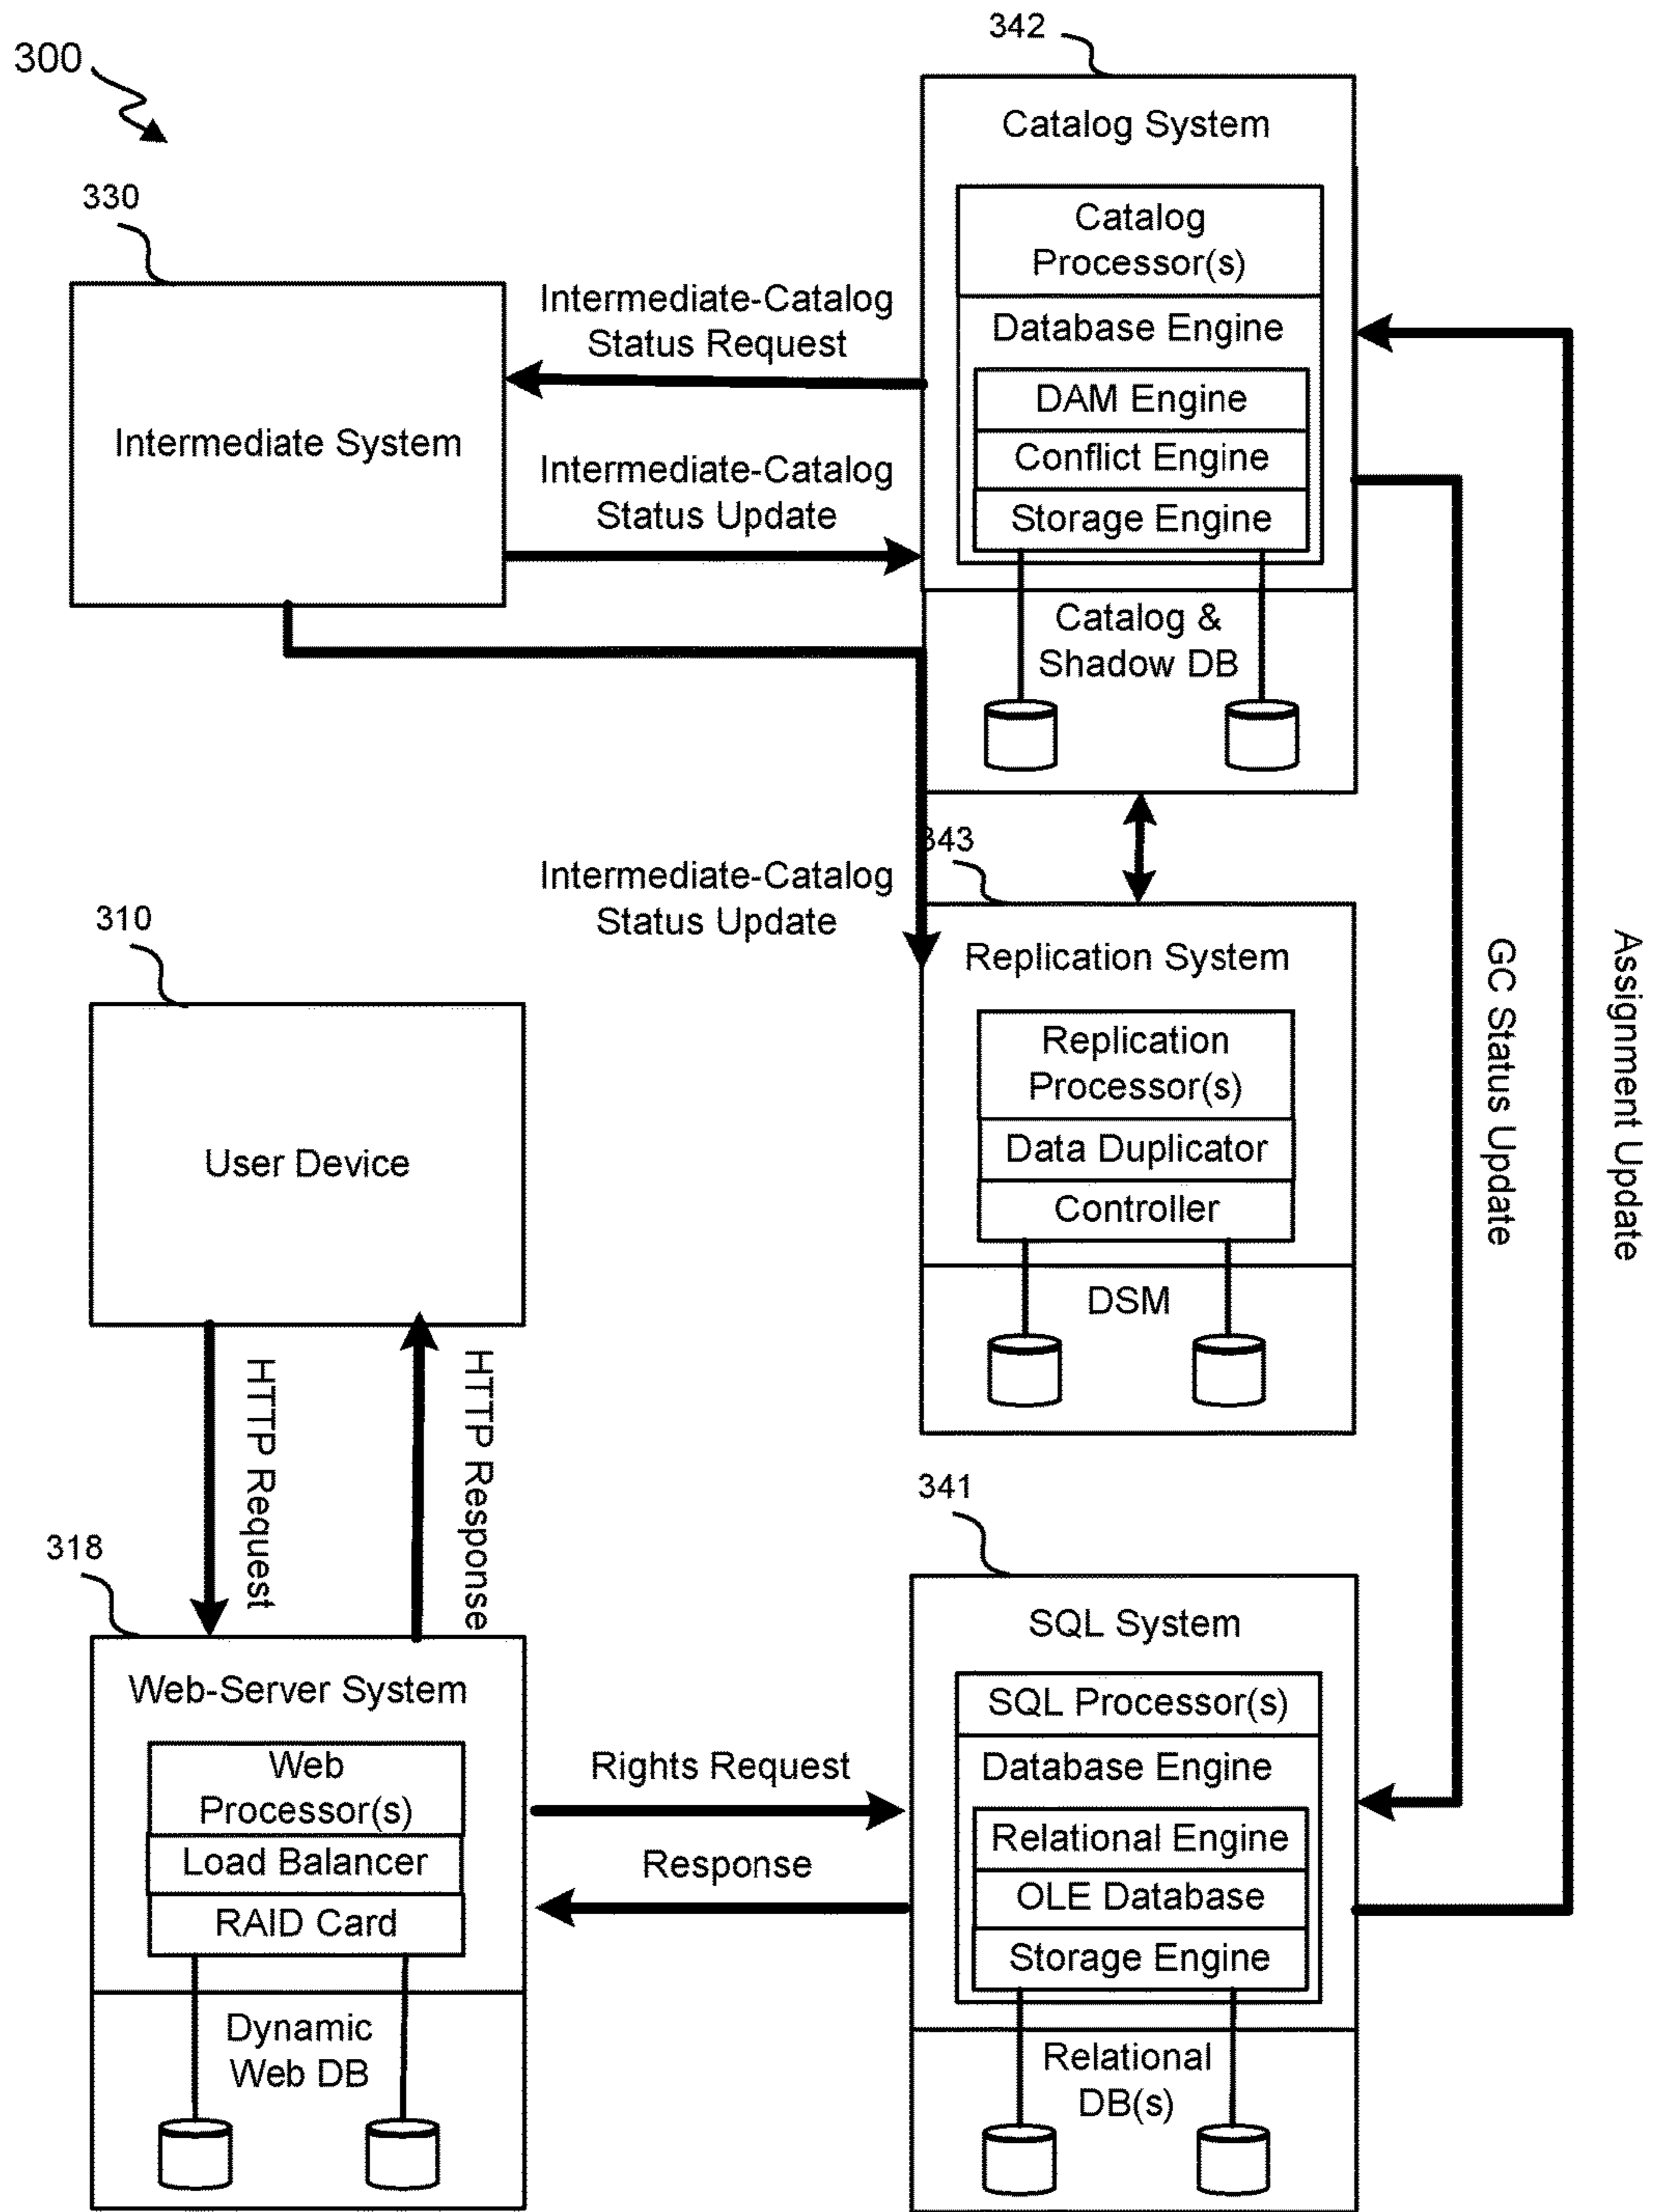 300
342
Catalog System
Catalog
Processor(s)
Database Engine
DAM Engine
Conflict Engine
Storage Engine
Catalog &
Shadow DB
330
Intermediate System
Intermediate-Catalog
Status Request
Intermediate-Catalog
Status Update
Intermediate-Catalog
Status Update
343
Replication System
Replication
Processor(s)
Data Duplicator
Controller
DSM
GC Status Update
Assignment Update
310
User Device
HTTP Request
HTTP Response
318
Web-Server System
Web
Processor(s)
Load Balancer
RAID Card
Dynamic
Web DB
Rights Request
Response
341
SQL System
SQL Processor(s)
Database Engine
Relational Engine
OLE Database
Storage Engine
Relational
DB(s)